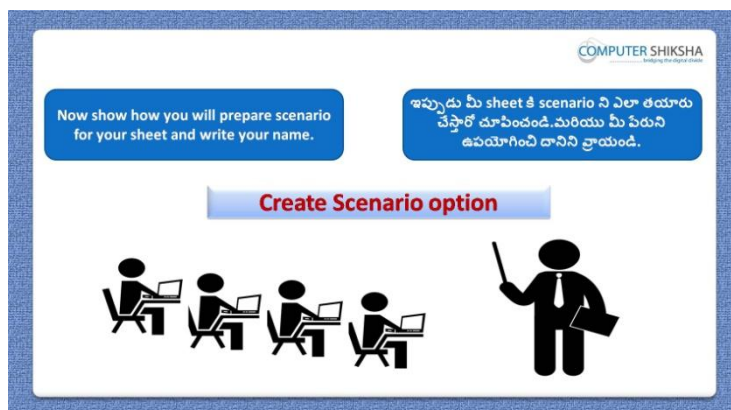 COMPUTER SHIKSHA
bridging the digital divide
Now show how you will prepare scenario
for your sheet and write your name.
ఇప్పుడు మీ sheet కి scenario ని ఎలా తయారు
చేస్తారో చూపించండి.మరియు మీ పేరుని
ఉపయోగించి దానిని వ్రాయండి.
Create Scenario option